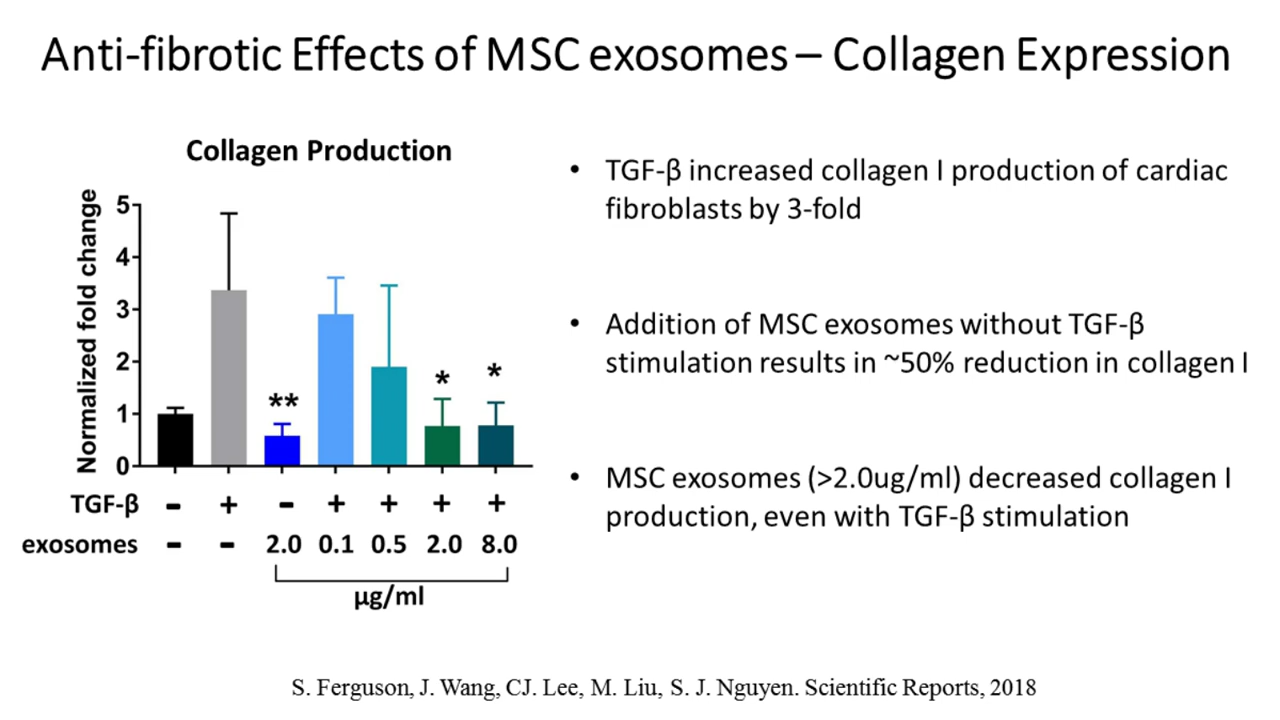 Anti-fibrotic Effects of MSC exosomes – Collagen Expression
Collagen Production
Normalized fold change
5
4
3
2
1
0
** * *
TGF-β - + - + + + +
exosomes - - 2.0 0.1 0.5 2.0 8.0
µg/ml
• TGF-β increased collagen I production of cardiac
fibroblasts by 3-fold
• Addition of MSC exosomes without TGF-β
stimulation results in ~50% reduction in collagen I
• MSC exosomes (>2.0ug/ml) decreased collagen I
production, even with TGF-β stimulation
S. Ferguson, J. Wang, CJ. Lee, M. Liu, S. J. Nguyen. Scientific Reports, 2018